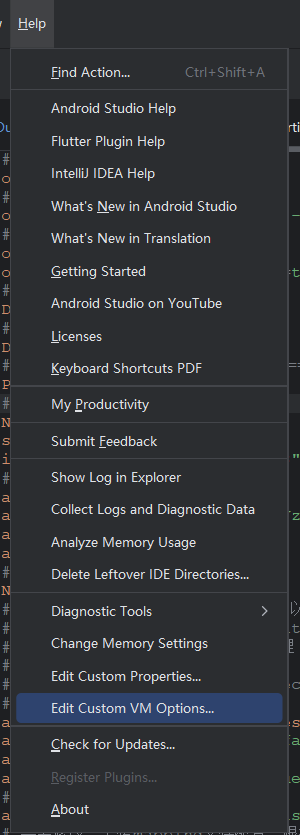 Help
Find Action... Ctrl+Shift+A
Android Studio Help
Flutter Plugin Help
IntelliJ IDEA Help
What's New in Android Studio
What's New in Translation
Getting Started
Android Studio on YouTube
Licenses
Keyboard Shortcuts PDF
My Productivity
Submit Feedback
Show Log in Explorer
Collect Logs and Diagnostic Data
Analyze Memory Usage
Delete Leftover IDE Directories...
Diagnostic Tools
Change Memory Settings
Edit Custom Properties...
Edit Custom VM Options...
Check for Updates...
Register Plugins...
About